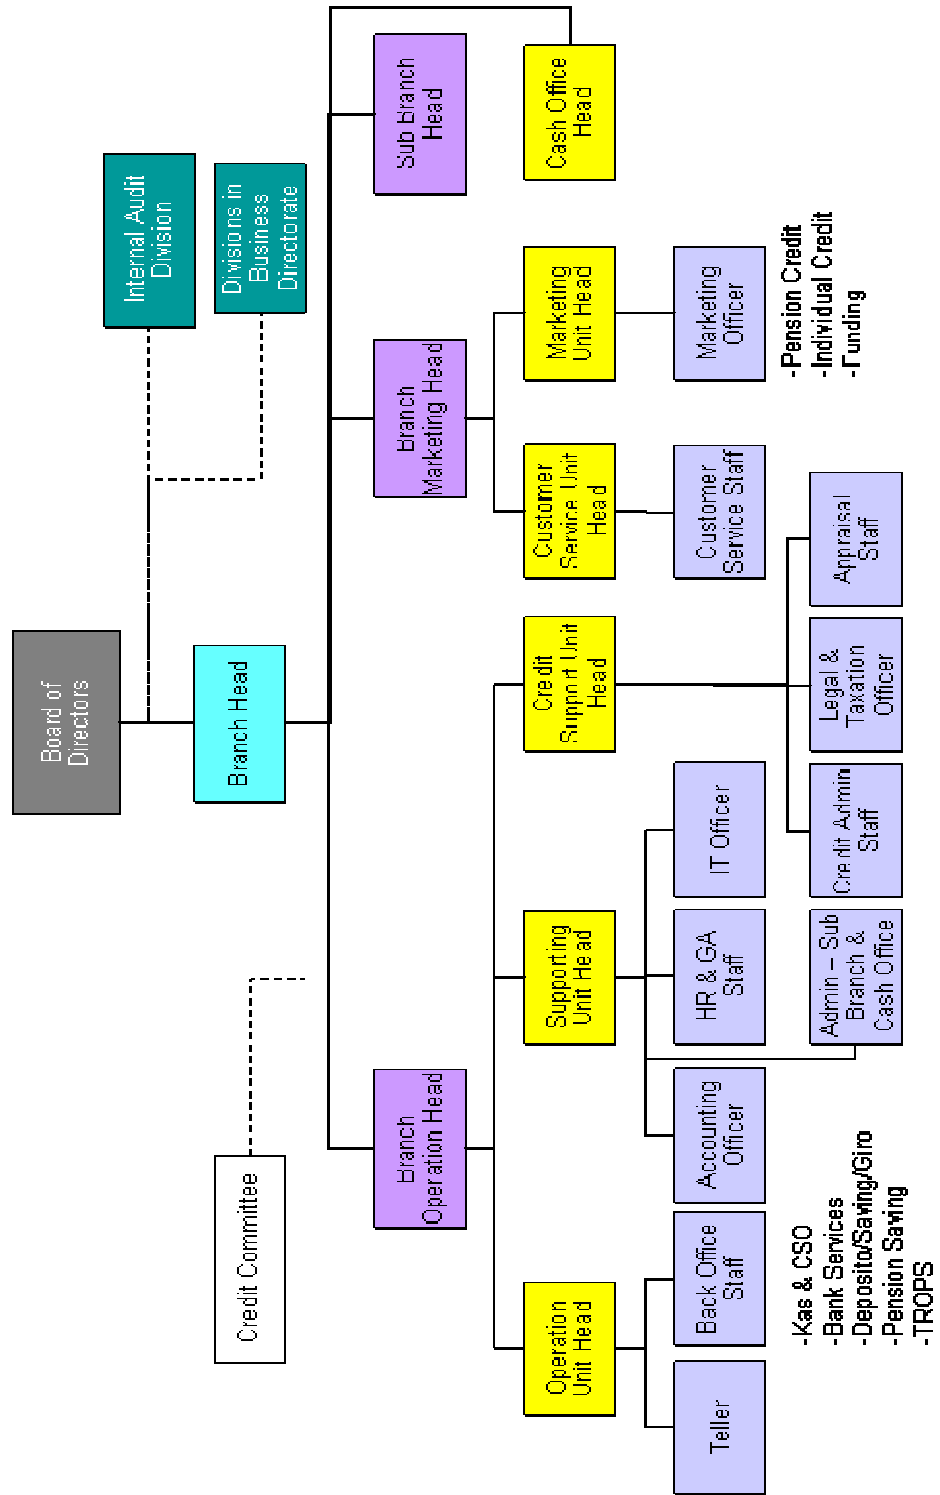 Board of
Directors
Internal Audit
Division
Divisions in
Business
Directorate
Credit Committee
Branch Head
Branch
Operation Head
Branch
Marketing Head
Sub Branch
Head
Operation
Unit Head
Supporting
Unit Head
Credit
Support Unit
Head
Customer
Service Unit
Head
Marketing
Unit Head
Cash Office
Head
Teller
Back Office
Staff
Accounting
Officer
HR & GA
Staff
IT Officer
Customer
Service Staff
Marketing
Officer
Admin – Sub
Branch &
Cash Office
Credit Admin
Staff
Legal &
Taxation
Officer
Appraisal
Staff
-Kas & CSO
-Bank Services
-Deposito/Saving/Giro
-Pension Saving
-TROPS
-Pension Credit
-Individual Credit
-Funding